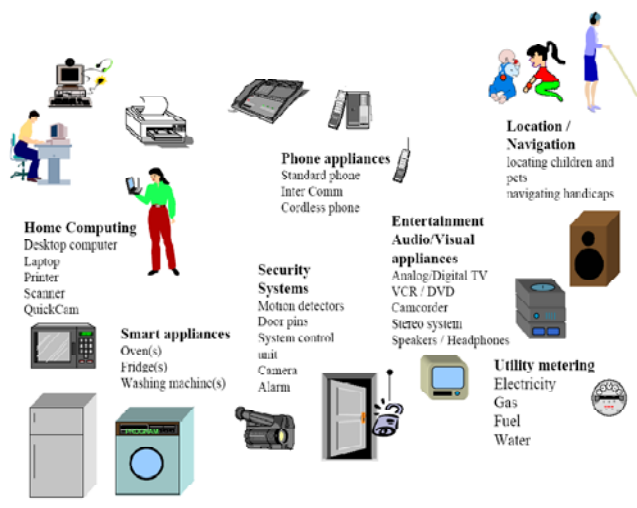 Home Computing
Desktop computer
Laptop
Printer
Scanner
QuickCam
Smart appliances
Oven(s)
Fridge(s)
Washing machine(s)
Phone appliances
Standard phone
Inter Comm
Cordless phone
Security
Systems
Motion detectors
Door pins
System control
unit
Camera
Alarm
Location /
Navigation
locating children and
pets
navigating handicaps
Entertainment
Audio/Visual
appliances
Analog/Digital TV
VCR / DVD
Camcorder
Stereo system
Speakers / Headphones
Utility metering
Electricity
Gas
Fuel
Water